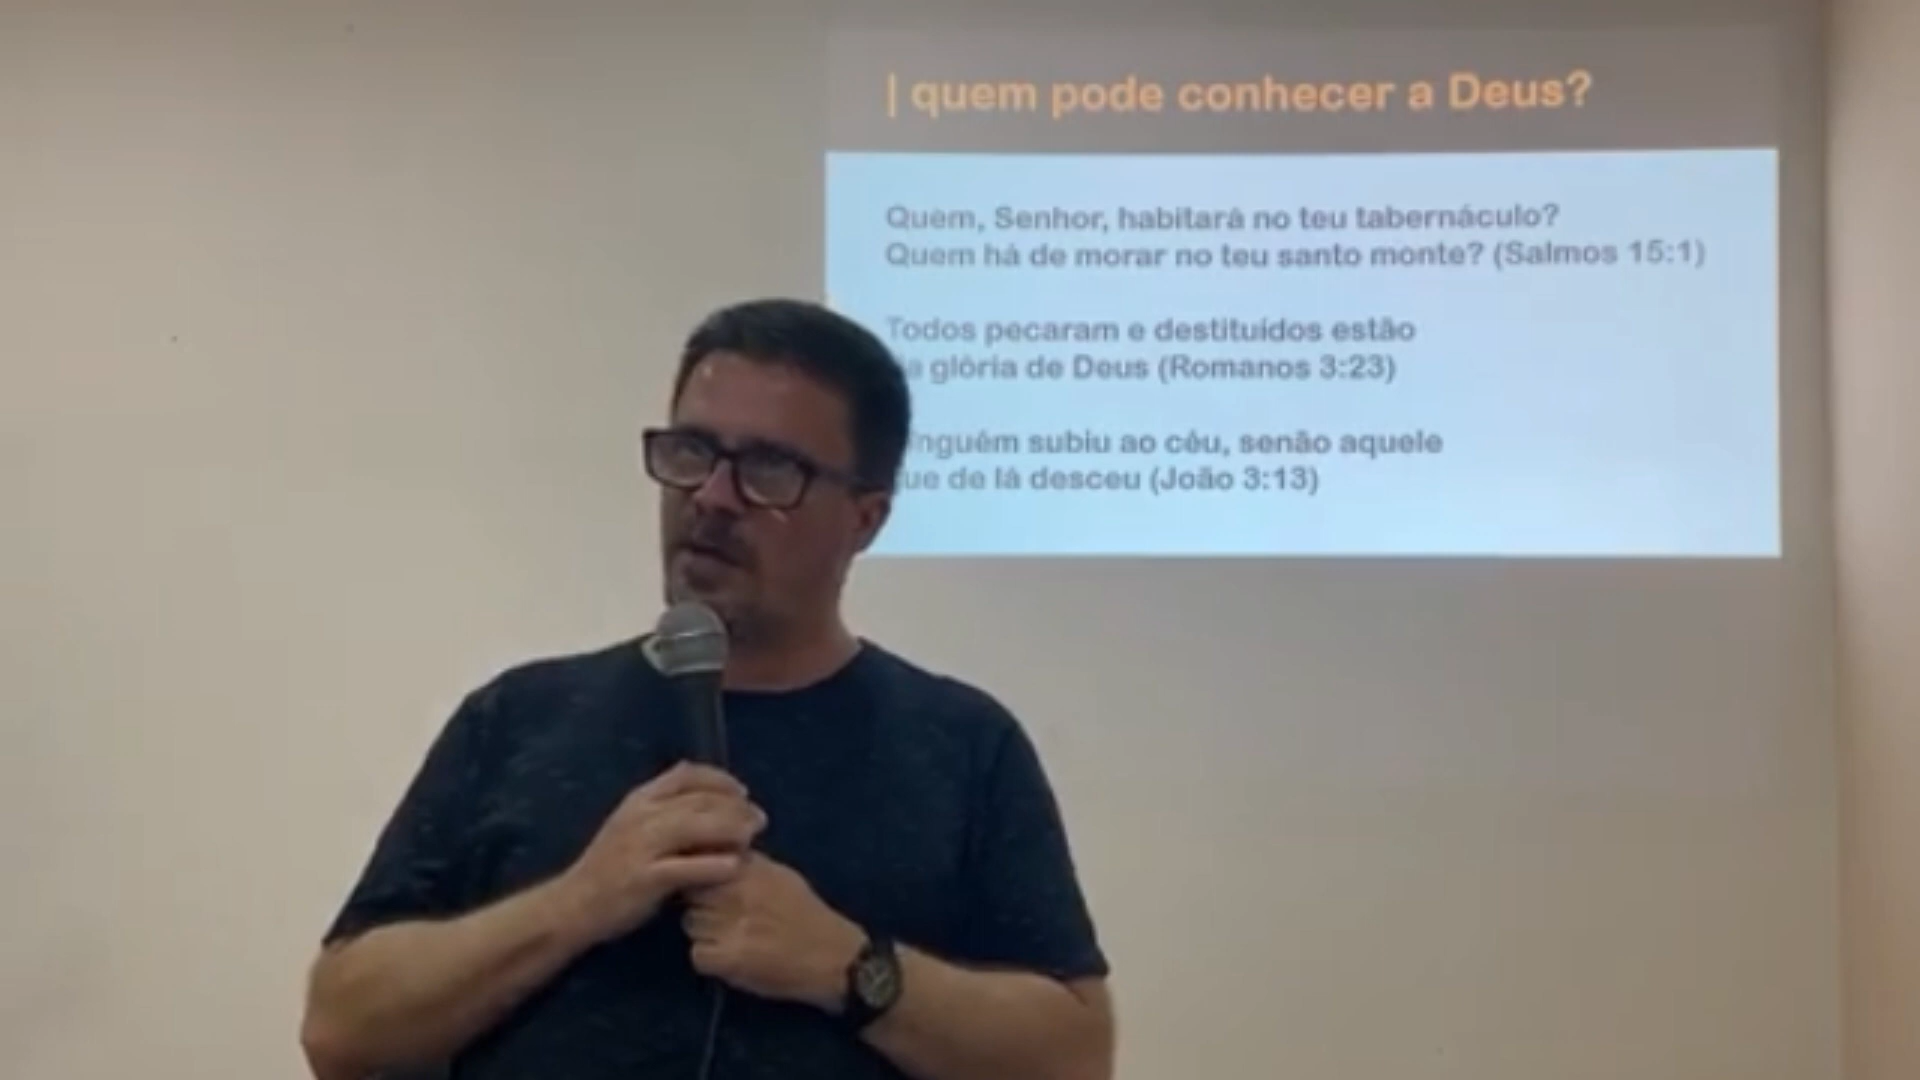 | quem pode conhecer a Deus?
Quem, Senhor, habitará no teu tabernáculo?
Quem há de morar no teu santo monte? (Salmos 15:1)
Todos pecaram e destituídos estão
glória de Deus (Romanos 3:23)
subiu ao céu, senão aquele
de lá desceu (João 3:13)